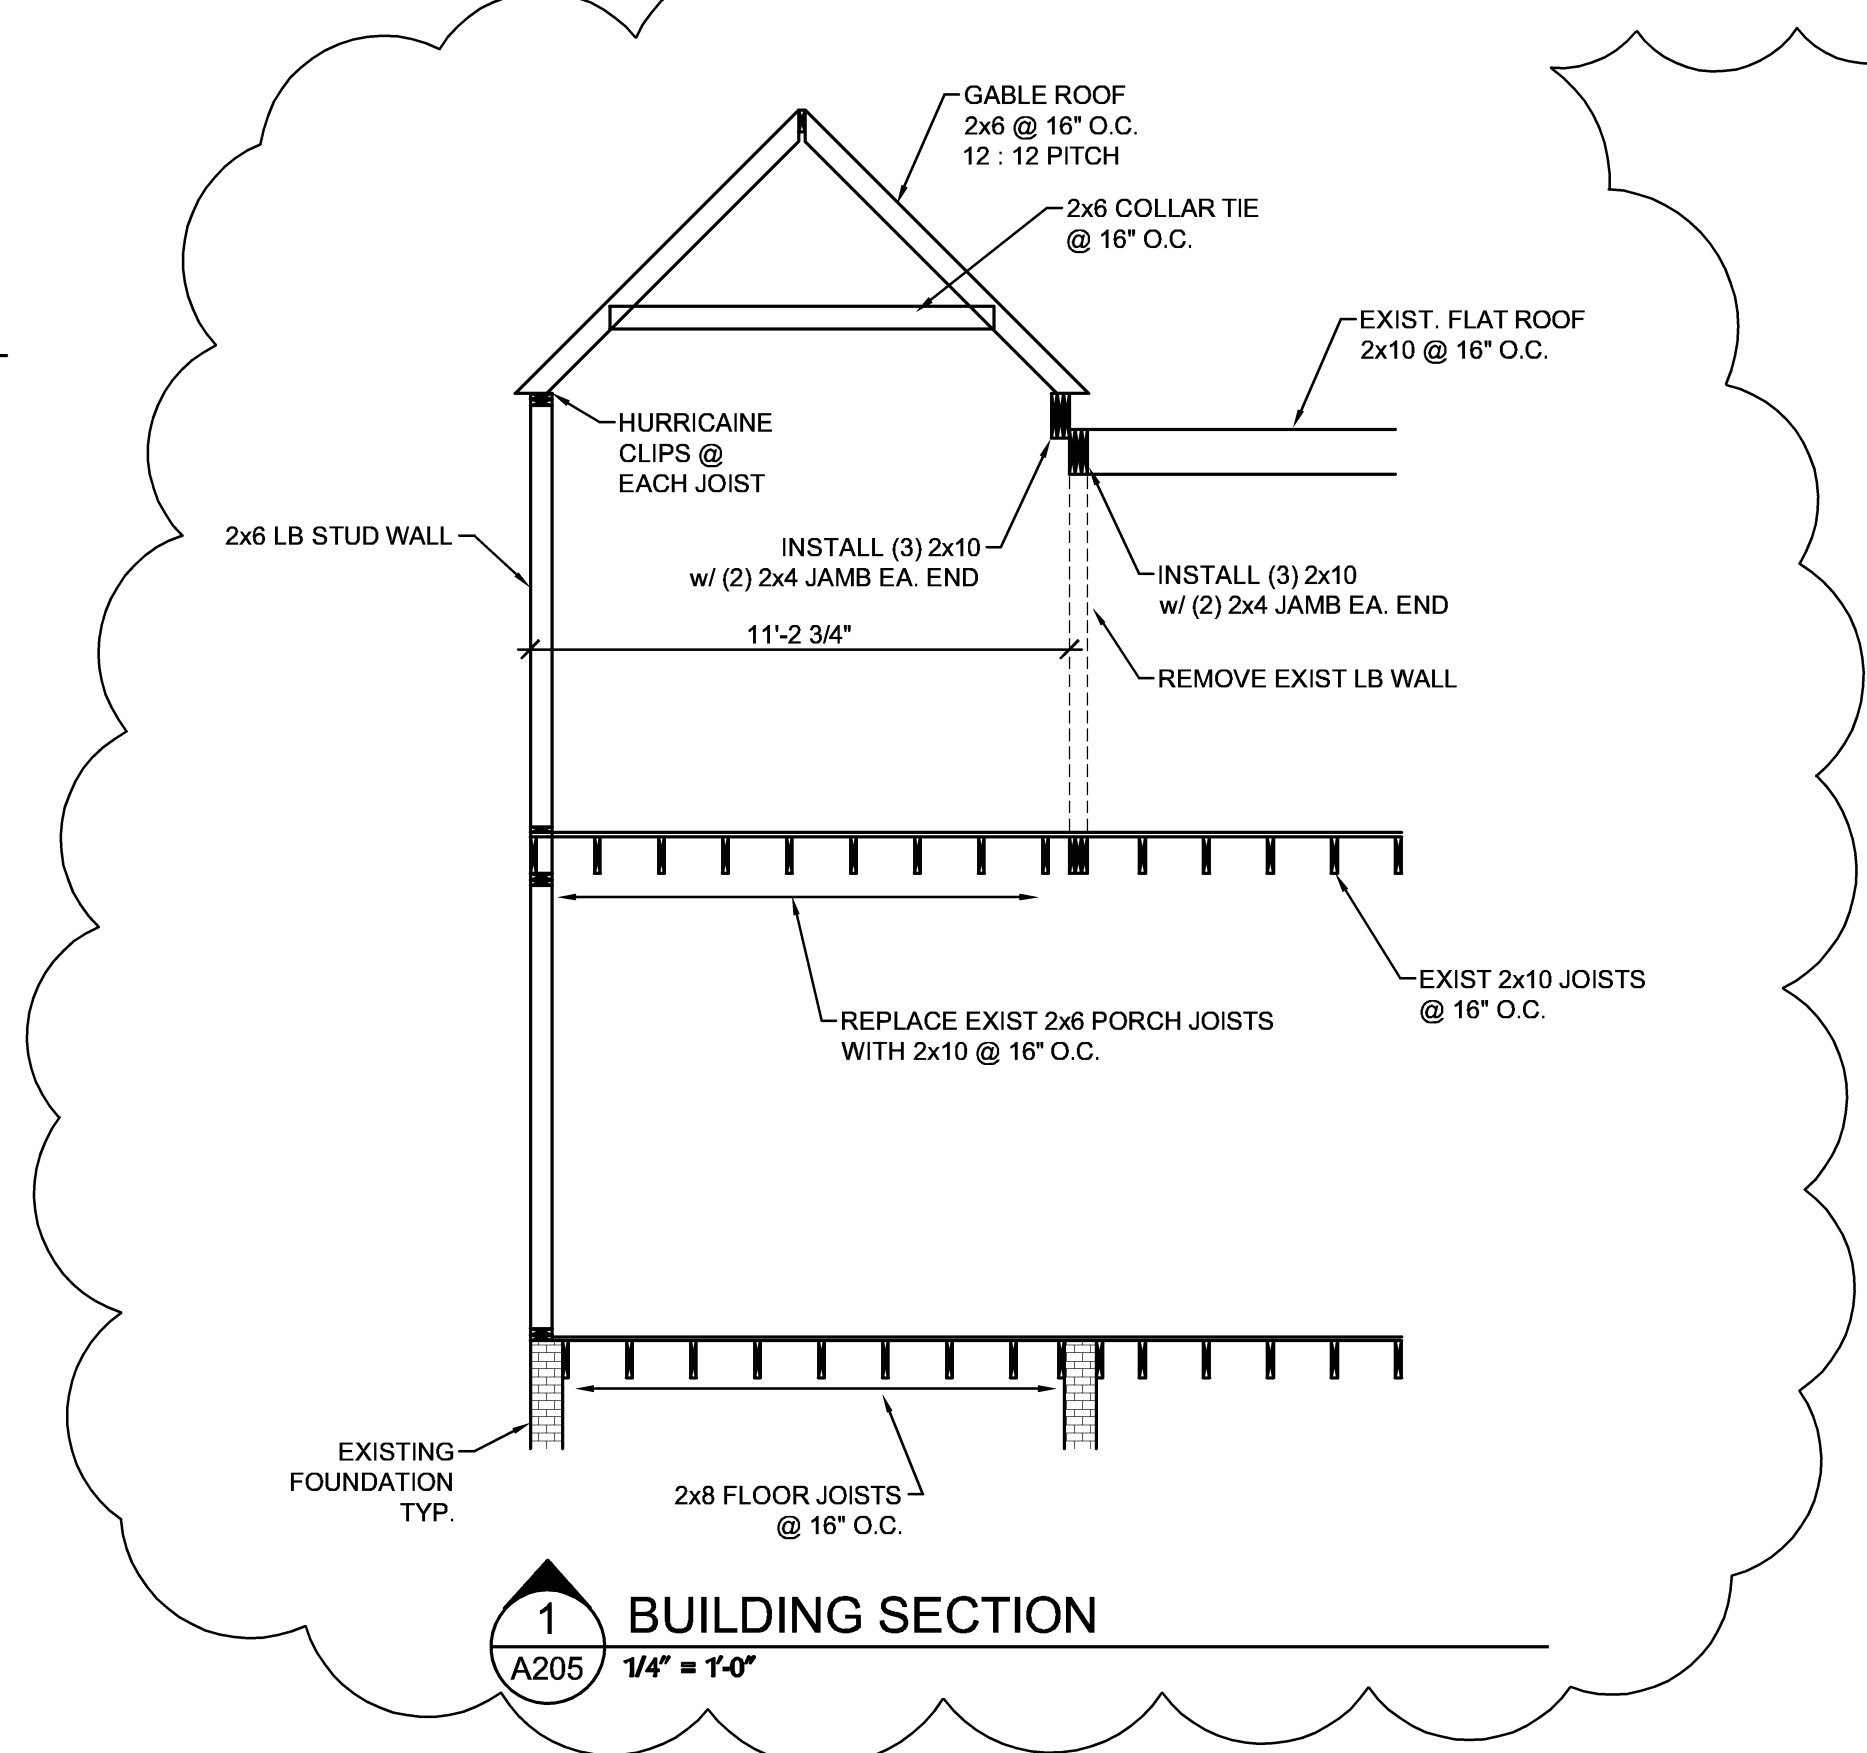 GABLE ROOF
2x6 @ 16" O.C.
12 : 12 PITCH
2x6 COLLAR TIE
@ 16" O.C.
EXIST. FLAT ROOF
2x10 @ 16" O.C.
HURRICAINE
CLIPS @
EACH JOIST
2x6 LB STUD WALL
INSTALL (3) 2x10
w/ (2) 2x4 JAMB EA. END
INSTALL (3) 2x10
w/ (2) 2x4 JAMB EA. END
11'-2 3/4"
REMOVE EXIST LB WALL
EXIST 2x10 JOISTS
@ 16" O.C.
REPLACE EXIST 2x6 PORCH JOISTS
WITH 2x10 @ 16" O.C.
EXISTING
FOUNDATION
TYP.
2x8 FLOOR JOISTS
@ 16" O.C.
1
A205
BUILDING SECTION
1/4" = 1'-0"